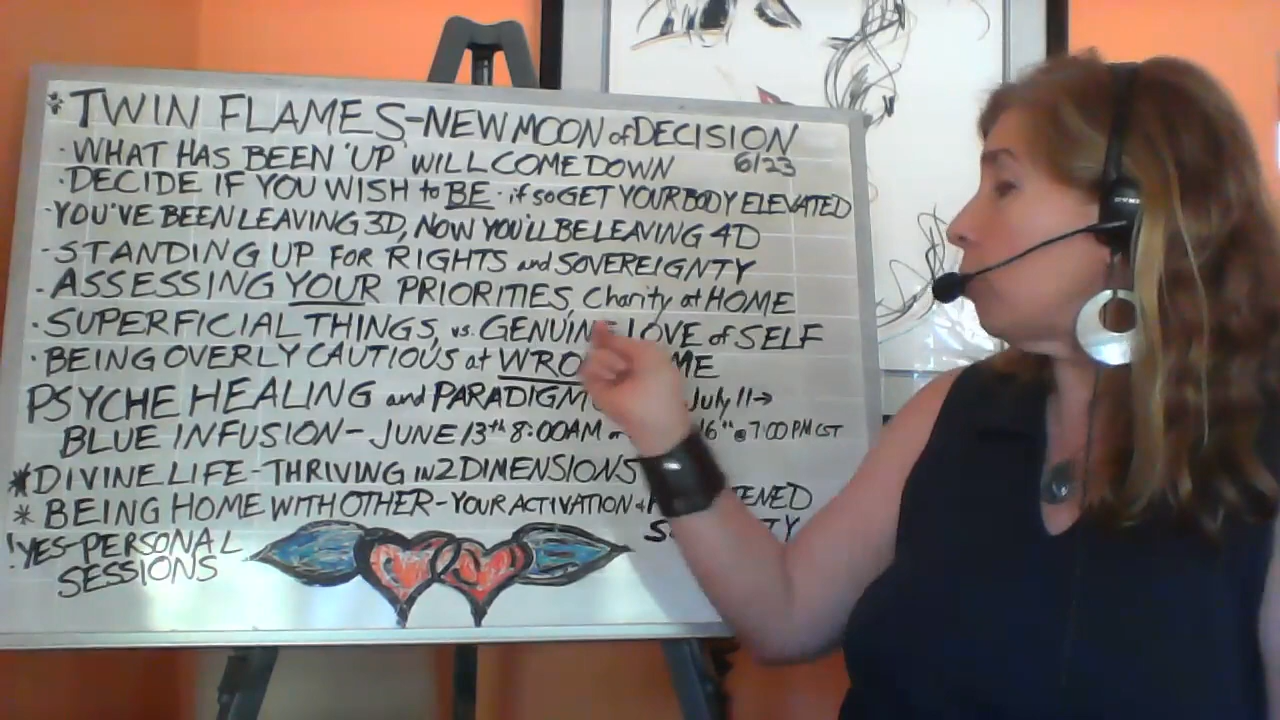 * TWIN FLAMES-NEW MOON of DECISION
· WHAT HAS BEEN 'UP' WILL COME DOWN 6/23
· DECIDE IF YOU WISH to BE · if so GET YOUR BODY ELEVATED
· YOU'VE BEEN LEAVING 3D, NOW YOU'LL BE LEAVING 4D
· STANDING UP FOR RIGHTS and SOVEREIGNTY
· ASSESSING YOUR PRIORITIES, Charity at HOME
· SUPERFICIAL THINGS, vs. GENUINE LOVE of SELF
· BEING OVERLY CAUTIOUS at
PSYCHE HEALING and PARADIGM July 11→
BLUE INFUSION- JUNE 13th 8:00AM 16th @ 7:00 PM CST
* DIVINE LIFE - THRIVING in 2 DIMENSIONS
* BEING HOME WITH OTHER - YOUR ACTIVATION +
! YES-PERSONAL
SESSIONS